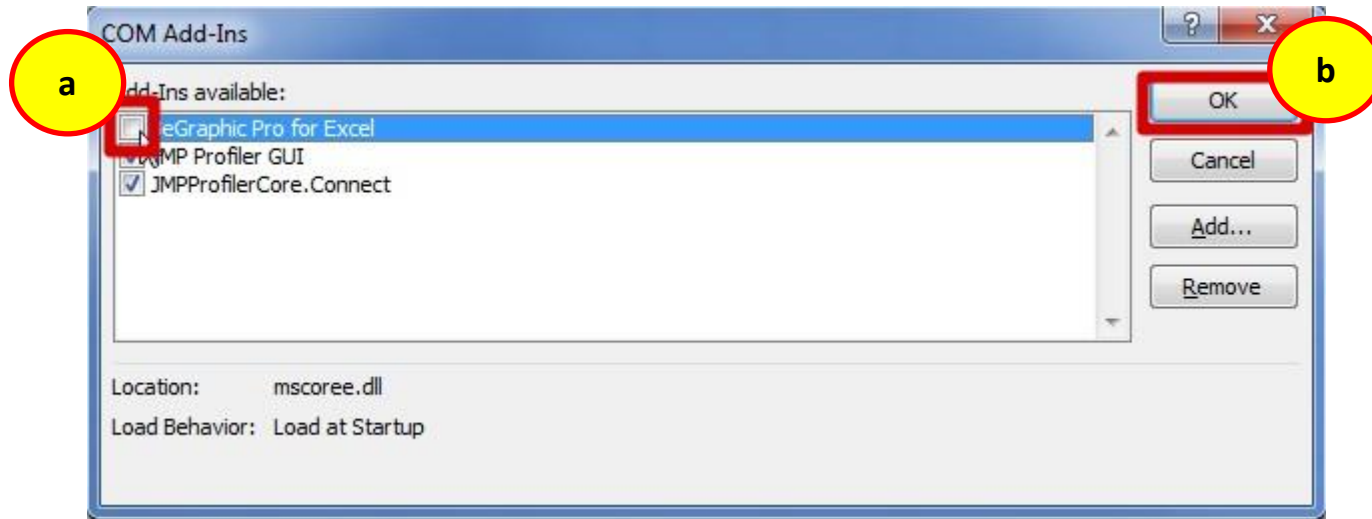 COM Add-Ins
a
b
dd-Ins available:
OK
eGraphic Pro for Excel
MP Profiler GUI
Cancel
JMPProfilerCore.Connect
Add...
Remove
Location: mscoree.dll
Load Behavior: Load at Startup